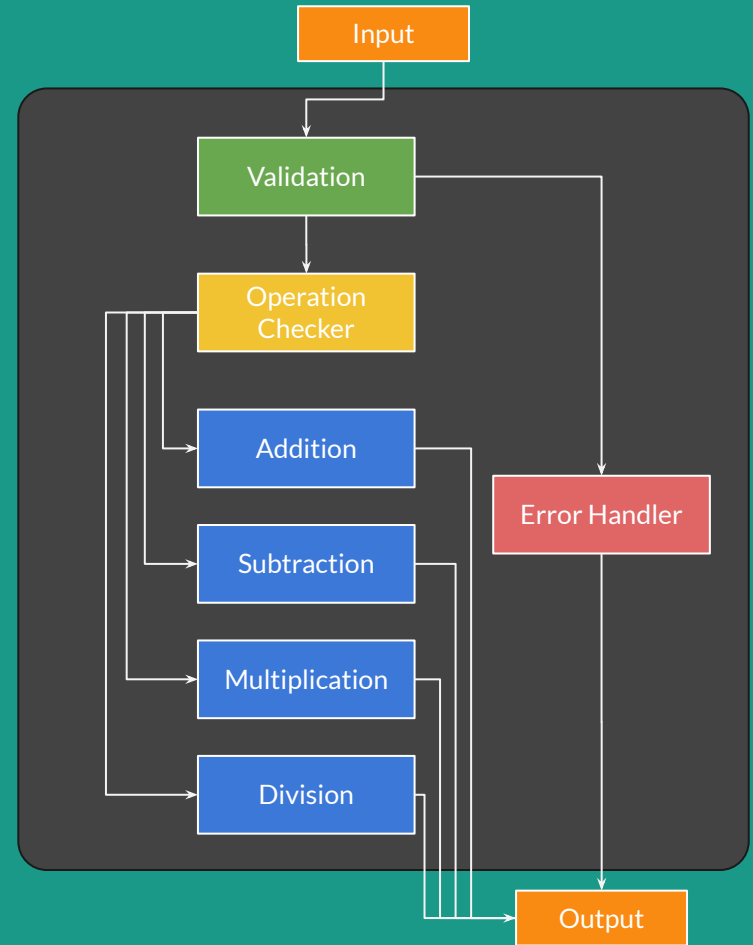 Input
Validation
Operation
Checker
Addition
Error Handler
Subtraction
Multiplication
Division
Output